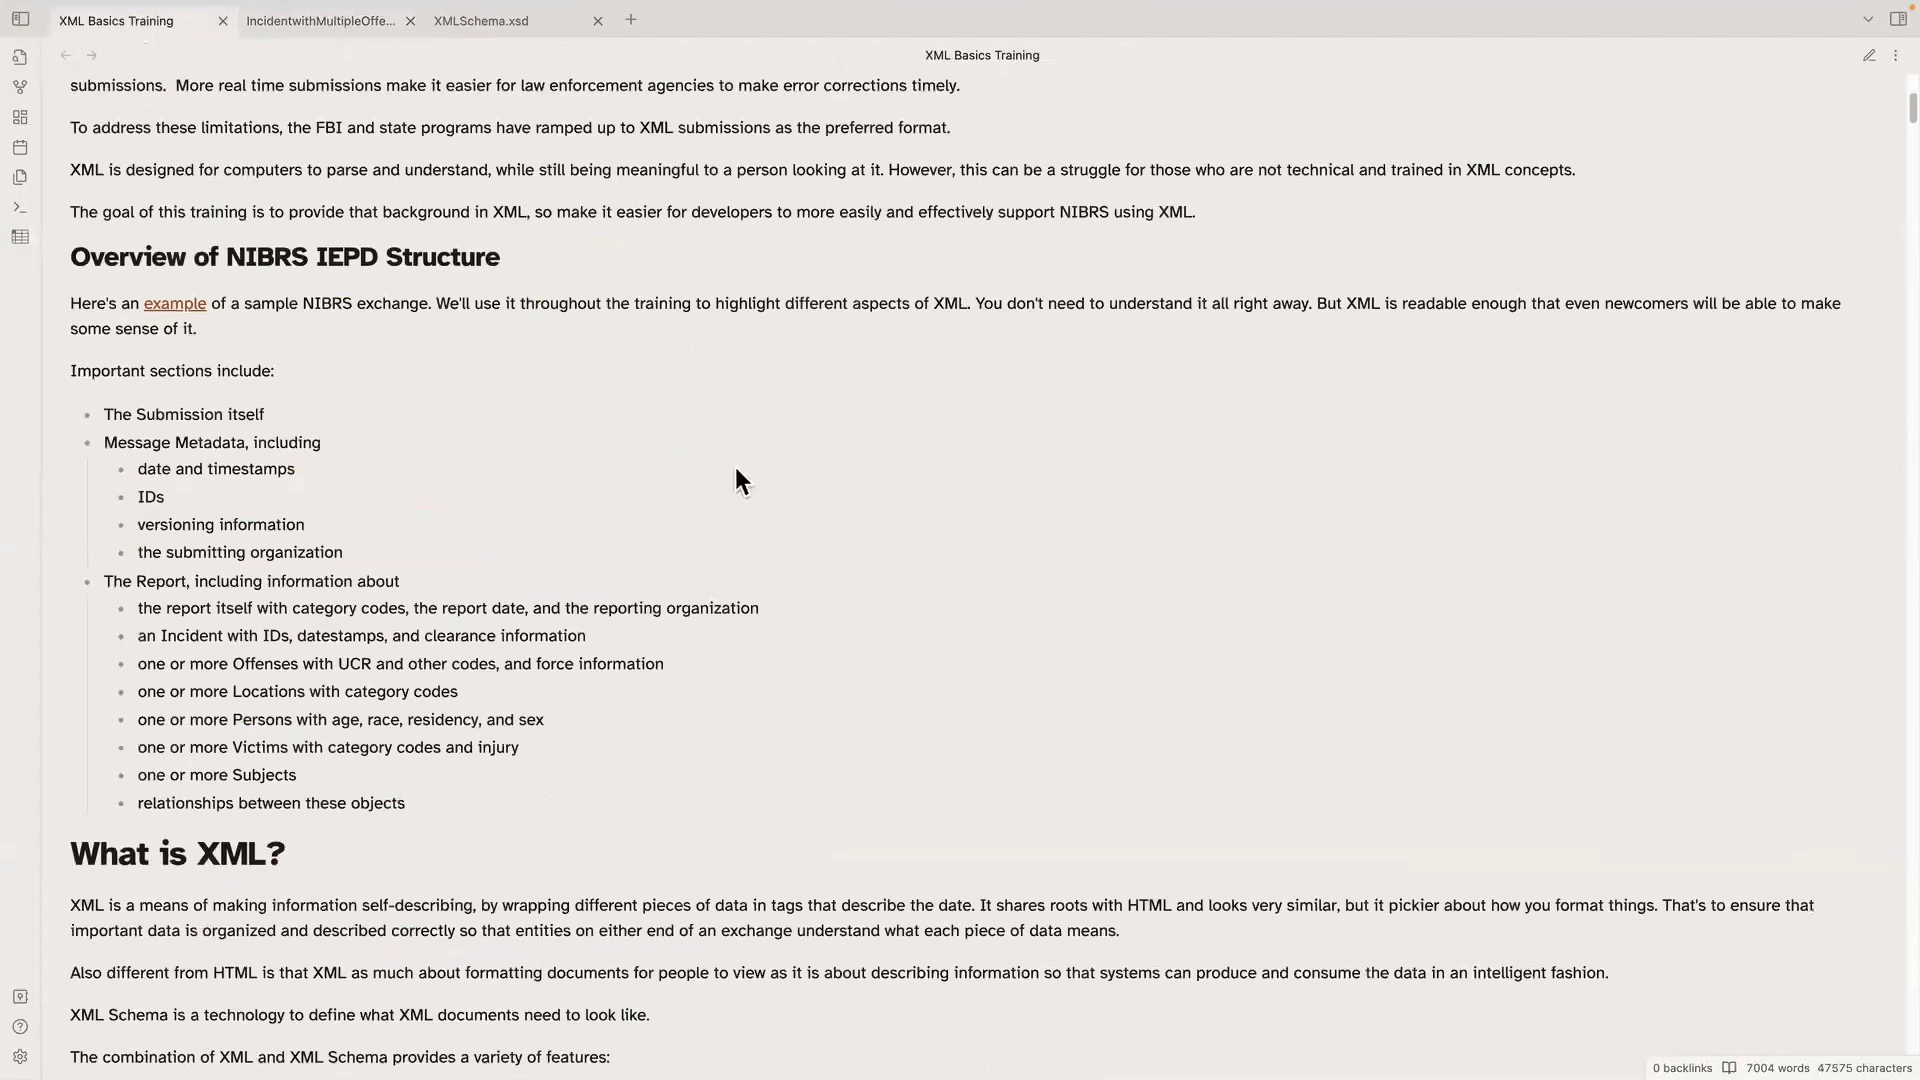 XML Basics Training
IncidentwithMultipleOffe...
XMLSchema.xsd
XML Basics Training
submissions.  More real time submissions make it easier for law enforcement agencies to make error corrections timely.
To address these limitations, the FBI and state programs have ramped up to XML submissions as the preferred format.
XML is designed for computers to parse and understand, while still being meaningful to a person looking at it. However, this can be a struggle for those who are not technical and trained in XML concepts.
The goal of this training is to provide that background in XML, so make it easier for developers to more easily and effectively support NIBRS using XML.
Overview of NIBRS IEPD Structure
Here's an example of a sample NIBRS exchange. We'll use it throughout the training to highlight different aspects of XML. You don't need to understand it all right away. But XML is readable enough that even newcomers will be able to make
some sense of it.
Important sections include:
The Submission itself
Message Metadata, including
date and timestamps
IDs
versioning information
the submitting organization
The Report, including information about
the report itself with category codes, the report date, and the reporting organization
an Incident with IDs, datestamps, and clearance information
one or more Offenses with UCR and other codes, and force information
one or more Locations with category codes
one or more Persons with age, race, residency, and sex
one or more Victims with category codes and injury
one or more Subjects
relationships between these objects
What is XML?
XML is a means of making information self-describing, by wrapping different pieces of data in tags that describe the date. It shares roots with HTML and looks very similar, but it pickier about how you format things. That's to ensure that
important data is organized and described correctly so that entities on either end of an exchange understand what each piece of data means.
Also different from HTML is that XML as much about formatting documents for people to view as it is about describing information so that systems can produce and consume the data in an intelligent fashion.
XML Schema is a technology to define what XML documents need to look like.
The combination of XML and XML Schema provides a variety of features:
0 backlinks 7004 words 47575 characters